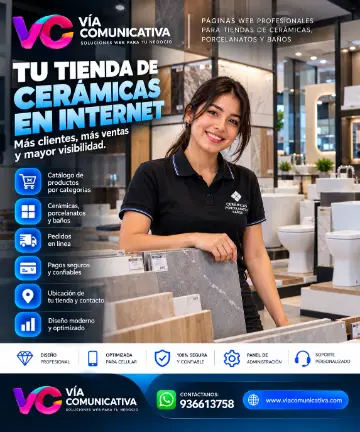 VC VÍA
COMUNICATIVA
SOLUCIONES WEB PARA TU NEGOCIO
PÁGINAS WEB PROFESIONALES
PARA TIENDAS DE CERÁMICAS,
PORCELANATOS Y BAÑOS
TU TIENDA DE
CERÁMICAS
EN INTERNET
Más clientes, más ventas
y mayor visibilidad.
Catálogo de
productos
por categorías
Cerámicas,
porcelanatos
y baños
Pedidos
en línea
Pagos seguros
y confiables
Ubicación de
tu tienda y contacto
Diseño moderno
y optimizado
CERÁMICAS
PORCELANATOS
BAÑOS
DISEÑO
PROFESIONAL
OPTIMIZADA
PARA CELULAR
100% SEGURA
Y CONFIABLE
PANEL DE
ADMINISTRACIÓN
SOPORTE
PERSONALIZADO
VC VÍA
COMUNICATIVA
SOLUCIONES WEB PARA TU NEGOCIO
CONTÁCTANOS:
936613758
www.viacomunicativa.com